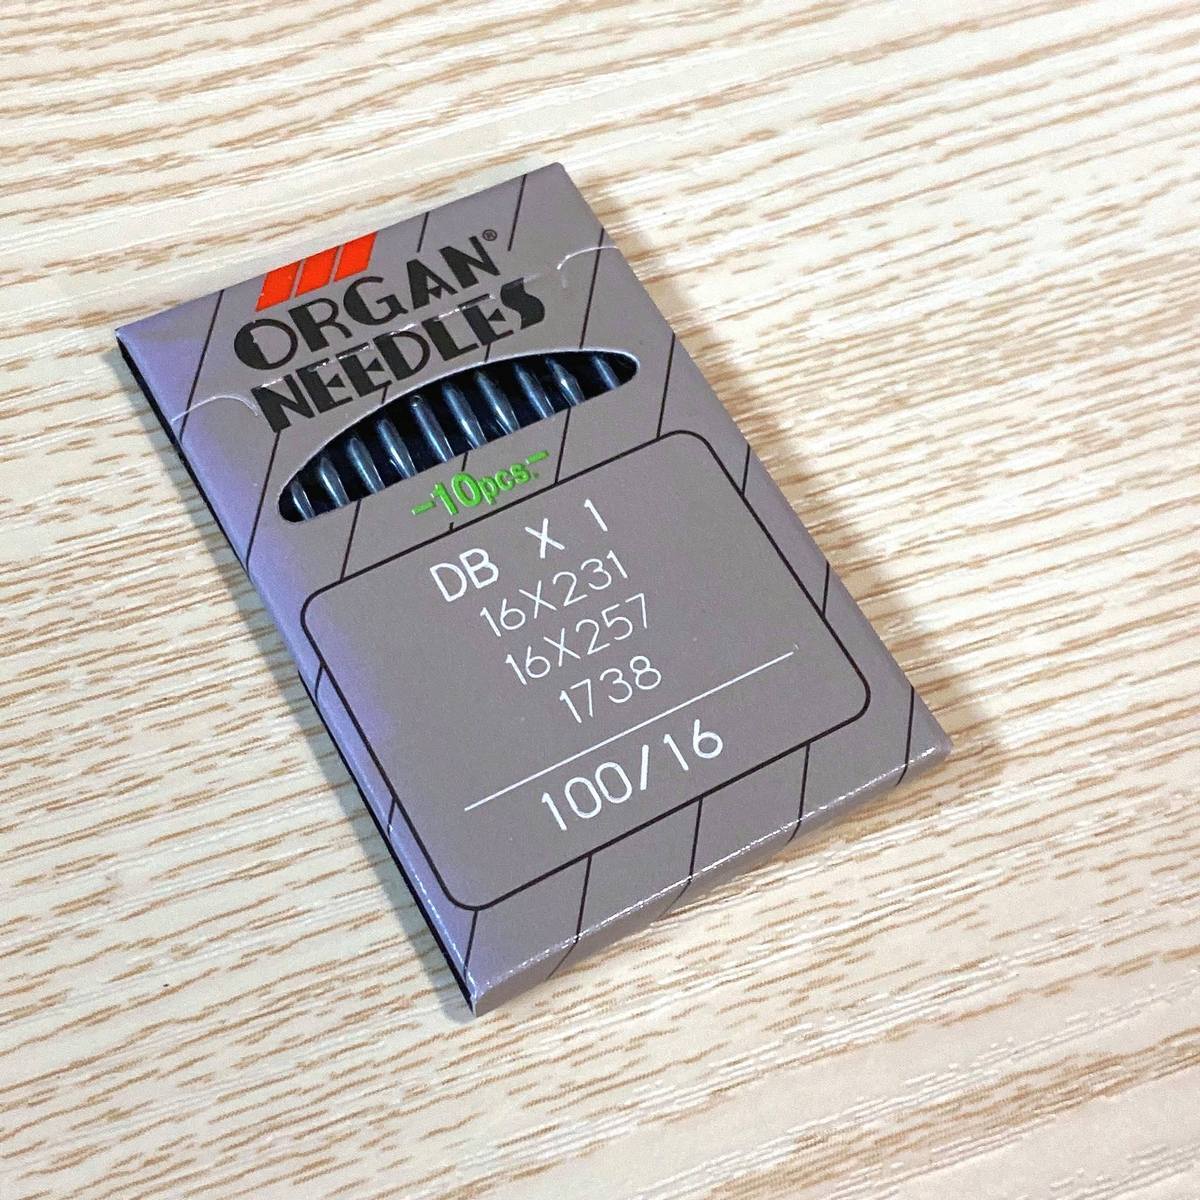 ORGAN®
NEEDLES
-10pcs.-
DB X 1
16X231
16X257
1738
100/16